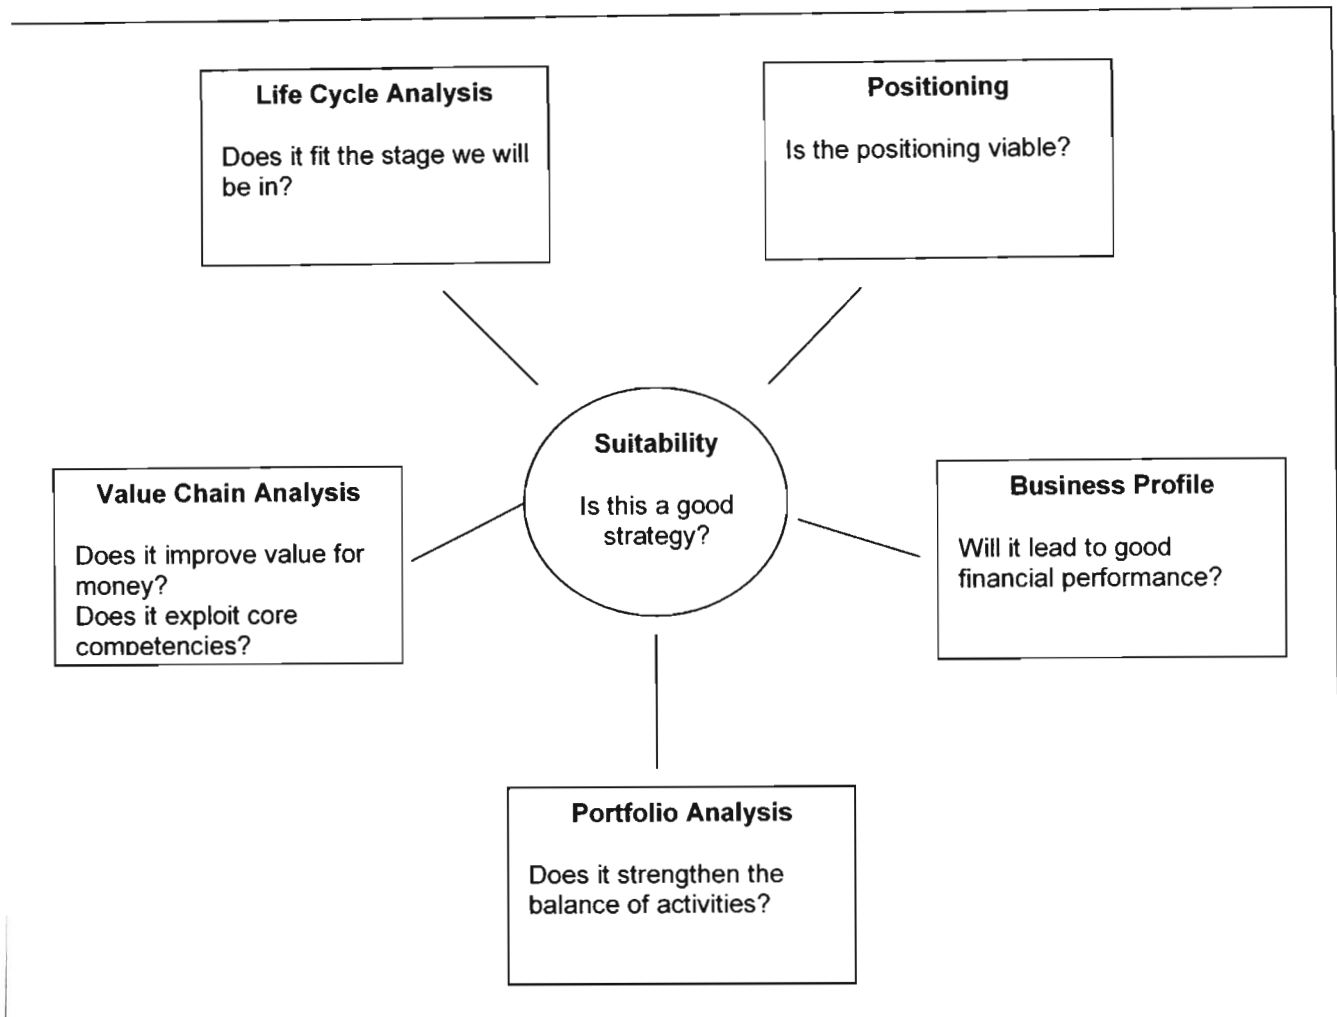 Life Cycle Analysis
Does it fit the stage we will
be in?
Positioning
Is the positioning viable?
Suitability
Is this a good
strategy?
Value Chain Analysis
Does it improve value for
money?
Does it exploit core
competencies?
Business Profile
Will it lead to good
financial performance?
Portfolio Analysis
Does it strengthen the
balance of activities?